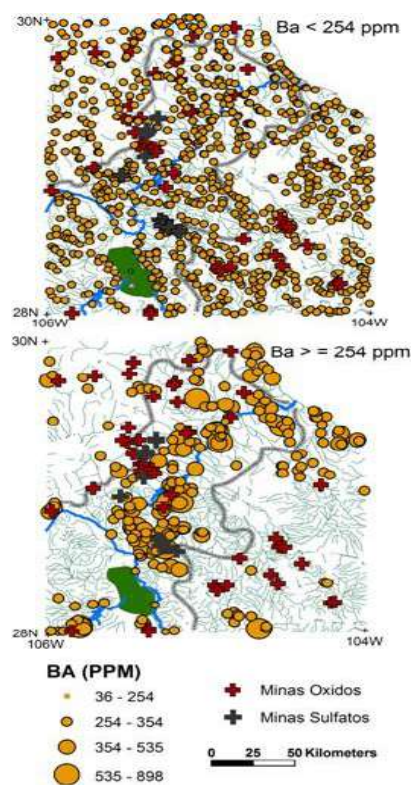 30N
Ba < 254 ppm
28N
106W
104W
30N
Ba > = 254 ppm
28N
106W
104W
BA (PPM)
36 - 254
254 - 354
354 - 535
535 - 898
Minas Oxidos
Minas Sulfatos
0 25 50 Kilometers